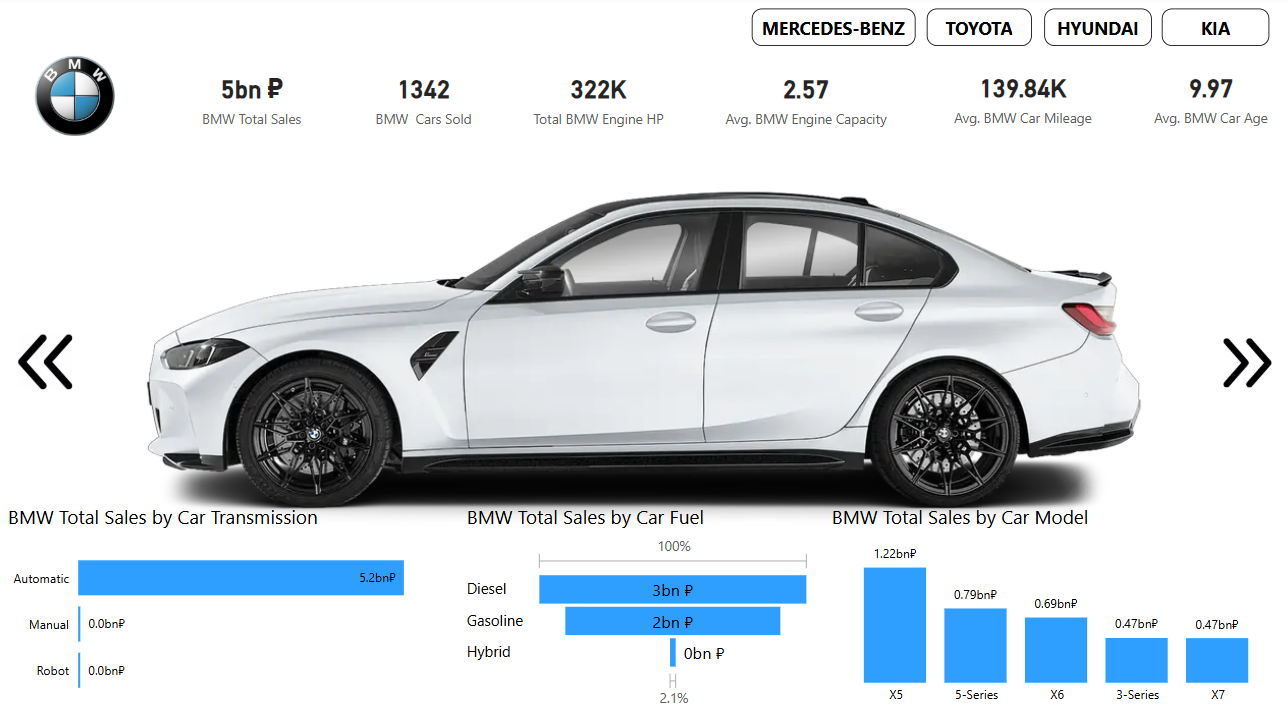 MERCEDES-BENZ TOYOTA HYUNDAI KIA
BMW
5bn ₽ 1342 322K 2.57 139.84K 9.97
BMW Total Sales BMW Cars Sold Total BMW Engine HP Avg. BMW Engine Capacity Avg. BMW Car Mileage Avg. BMW Car Age
BMW Total Sales by Car Transmission
Automatic 5.2bn₽
Manual 0.0bn₽
Robot 0.0bn₽
BMW Total Sales by Car Fuel
100%
Diesel 3bn ₽
Gasoline 2bn ₽
Hybrid 0bn ₽
2.1%
BMW Total Sales by Car Model
1.22bn₽ 0.79bn₽ 0.69bn₽ 0.47bn₽ 0.47bn₽
X5 5-Series X6 3-Series X7